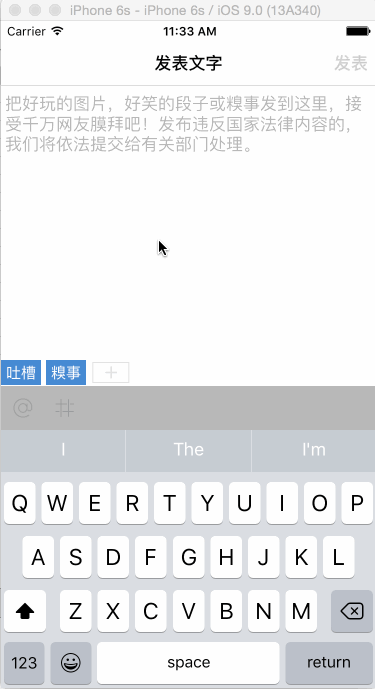 iPhone 6s - iPhone 6s / iOS 9.0 (13A340)
Carrier 11:33 AM
发表文字 发表
把好玩的图片，好笑的段子或糗事发到这里，接
受千万网友膜拜吧！发布违反国家法律内容的，
我们将依法提交给有关部门处理。
吐槽 糗事 +
@ #
I The I'm
Q W E R T Y U I O P
A S D F G H J K L
Z X C V B N M
123 space return